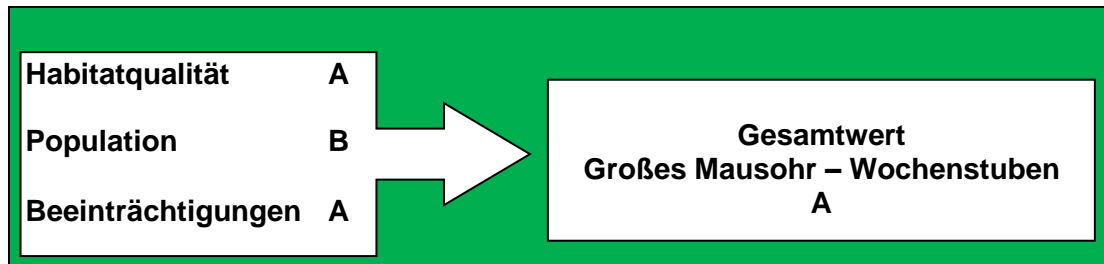 Habitatqualität A
Population B
Beeinträchtigungen A
Gesamtwert
Großes Mausohr – Wochenstuben
A